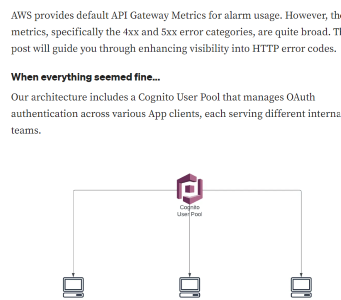 AWS provides default API Gateway Metrics for alarm usage. However,
metrics, specifically the 4xx and 5xx error categories, are quite broad.
post will guide you through enhancing visibility into HTTP error codes.
When everything seemed fine...
Our architecture includes a Cognito User Pool that manages OAuth
authentication across various App clients, each serving different
teams.
Cognito
User Pool